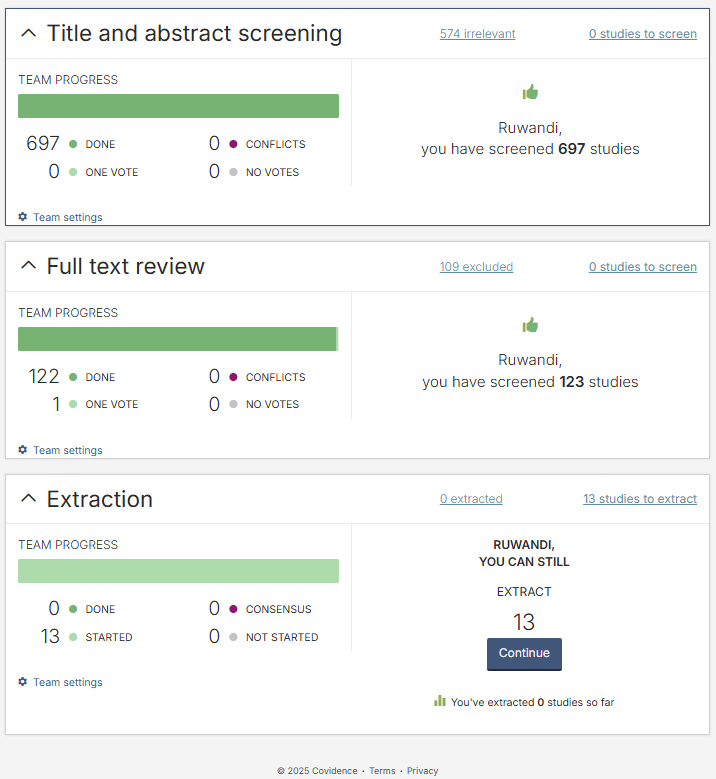 Title and abstract screening 574 irrelevant 0 studies to screen
TEAM PROGRESS
697 DONE 0 CONFLICTS
0 ONE VOTE 0 NO VOTES
Team settings
Ruwandi,
you have screened 697 studies
Full text review 109 excluded 0 studies to screen
TEAM PROGRESS
122 DONE 0 CONFLICTS
1 ONE VOTE 0 NO VOTES
Team settings
Ruwandi,
you have screened 123 studies
Extraction 0 extracted 13 studies to extract
TEAM PROGRESS
0 DONE 0 CONSENSUS
13 STARTED 0 NOT STARTED
Team settings
RUWANDI,
YOU CAN STILL
EXTRACT
13
Continue
You've extracted 0 studies so far
© 2025 Covidence • Terms • Privacy